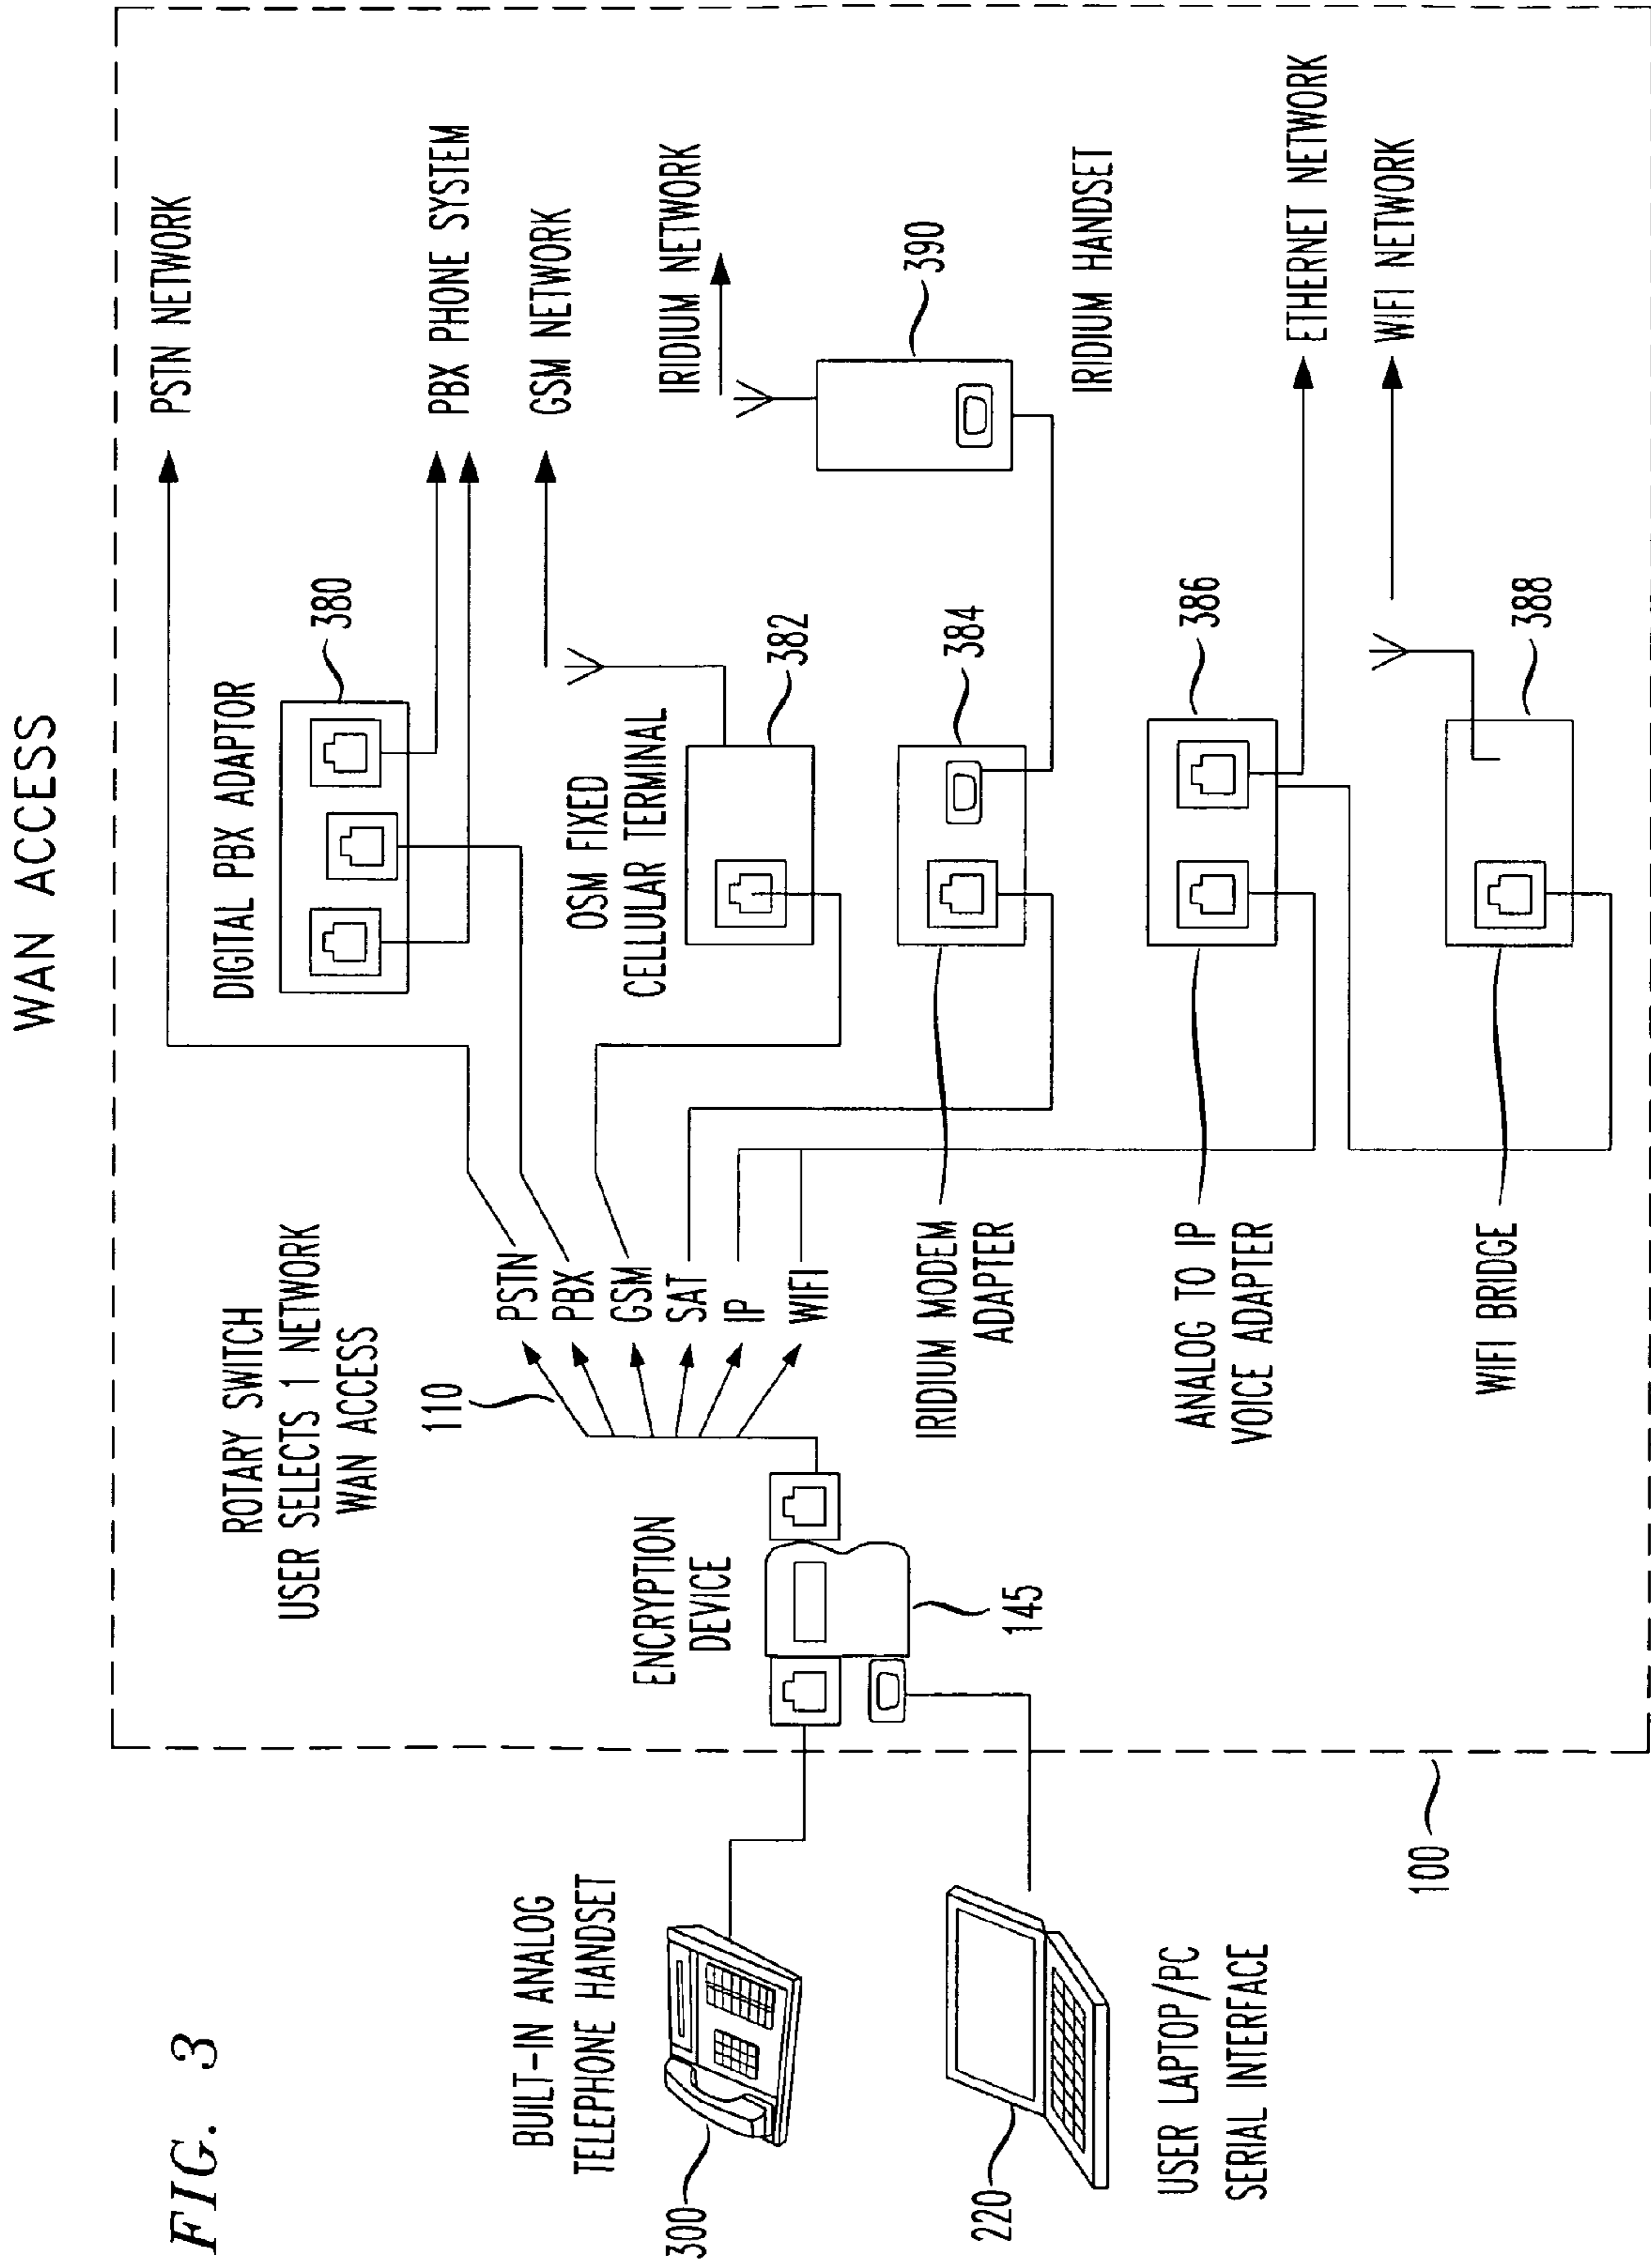 FIG. 3
WAN ACCESS
ROTARY SWITCH
USER SELECTS 1 NETWORK
WAN ACCESS
110
PSTN
PBX
GSM
SAT
IP
WIFI
PSTN NETWORK
DIGITAL PBX ADAPTOR
380
PBX PHONE SYSTEM
OSM FIXED
CELLULAR TERMINAL
382
GSM NETWORK
IRIDIUM NETWORK
390
IRIDIUM HANDSET
384
IRIDIUM MODEM
ADAPTER
386
ANALOG TO IP
VOICE ADAPTER
ETHERNET NETWORK
WIFI NETWORK
388
WIFI BRIDGE
ENCRYPTION
DEVICE
145
BUILT-IN ANALOG
TELEPHONE HANDSET
300
220
USER LAPTOP/PC
SERIAL INTERFACE
100